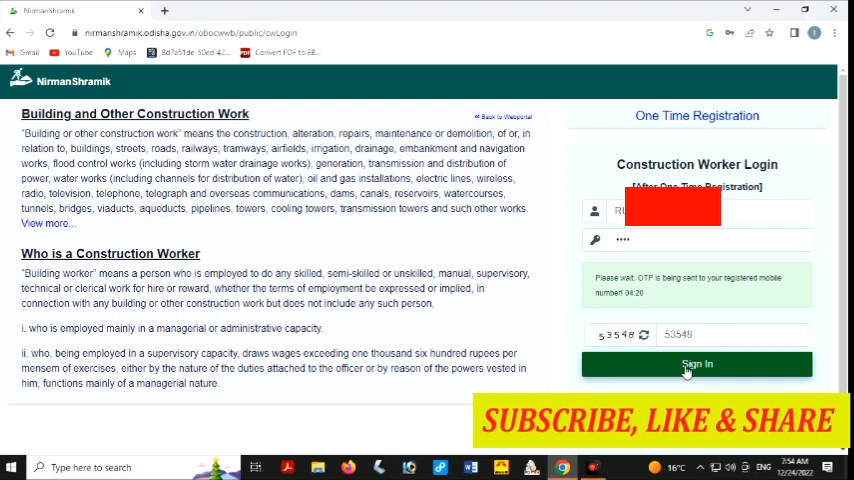 NirmanShramik
nirmanshramik.odisha.gov.in/obocwwb/public/cwLogin
Gmail
YouTube
Maps
8d7a51de-50ed-42...
Convert PDF to EB...
NirmanShramik
Building and Other Construction Work
<< Back to Webportal
"Building or other construction work" means the construction, alteration, repairs, maintenance or demolition, of or, in
relation to, buildings, streets, roads, railways, tramways, airfields, irrigation, drainage, embankment and navigation
works, flood control works (including storm water drainage works), generation, transmission and distribution of
power, water works (including channels for distribution of water), oil and gas installations, electric lines, wireless,
radio, television, telephone, telegraph and overseas communications, dams, canals, reservoirs, watercourses,
tunnels, bridges, viaducts, aqueducts, pipelines, towers, cooling towers, transmission towers and such other works.
View more...
Who is a Construction Worker
"Building worker" means a person who is employed to do any skilled, semi-skilled or unskilled, manual, supervisory,
technical or clerical work for hire or reward, whether the terms of employment be expressed or implied, in
connection with any building or other construction work but does not include any such person,
i. who is employed mainly in a managerial or administrative capacity.
ii. who, being employed in a supervisory capacity, draws wages exceeding one thousand six hundred rupees per
mensem of exercises, either by the nature of the duties attached to the officer or by reason of the powers vested in
him, functions mainly of a managerial nature.
One Time Registration
Construction Worker Login
[After One Time Registration]
Please wait. OTP is being sent to your registered mobile
number! 04:20
53548
53548
Sign In
SUBSCRIBE, LIKE & SHARE
Type here to search
16°C
ENG
7:54 AM
12/24/2022